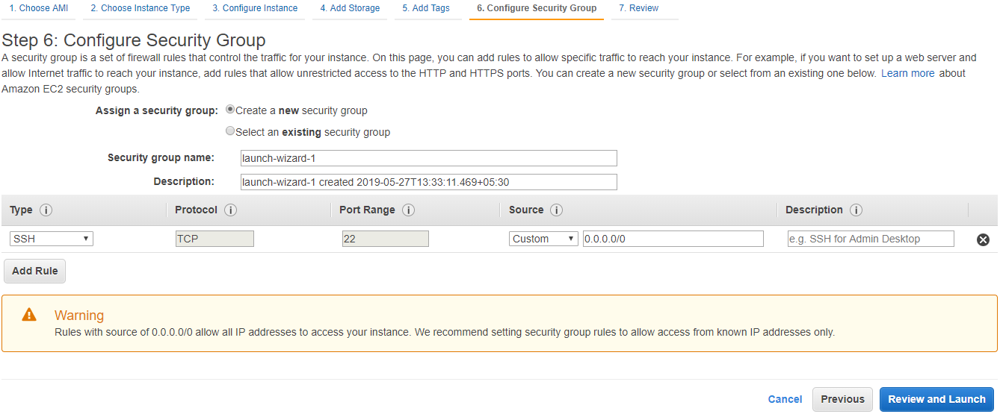 1. Choose AMI 2. Choose Instance Type 3. Configure Instance 4. Add Storage 5. Add Tags 6. Configure Security Group 7. Review
Step 6: Configure Security Group
A security group is a set of firewall rules that control the traffic for your instance. On this page, you can add rules to allow specific traffic to reach your instance. For example, if you want to set up a web server and
allow Internet traffic to reach your instance, add rules that allow unrestricted access to the HTTP and HTTPS ports. You can create a new security group or select from an existing one below. Learn more about
Amazon EC2 security groups.
Assign a security group: Create a new security group
Select an existing security group
Security group name: launch-wizard-1
Description: launch-wizard-1 created 2019-05-27T13:33:11.469+05:30
Type i Protocol i Port Range i Source i Description i
SSH TCP 22 Custom 0.0.0.0/0 e.g. SSH for Admin Desktop
Add Rule
Warning
Rules with source of 0.0.0.0/0 allow all IP addresses to access your instance. We recommend setting security group rules to allow access from known IP addresses only.
Cancel Previous Review and Launch